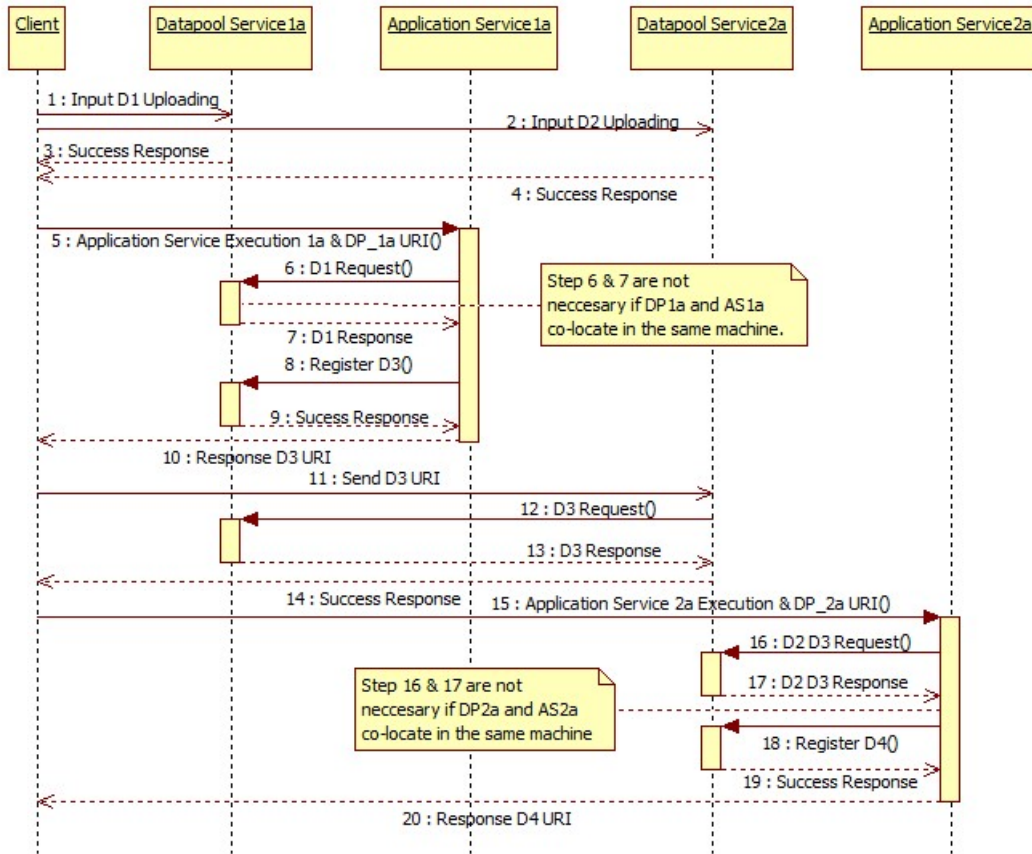 Client
Datapool Service1a
Application Service1a
Datapool Service2a
Application Service2a
1 : Input D1 Uploading
2 : Input D2 Uploading
3 : Success Response
4 : Success Response
5 : Application Service Execution 1a & DP_1a URI()
6 : D1 Request()
Step 6 & 7 are not
neccesary if DP1a and AS1a
co-locate in the same machine.
7 : D1 Response
8 : Register D3()
9 : Sucess Response
10 : Response D3 URI
11 : Send D3 URI
12 : D3 Request()
13 : D3 Response
14 : Success Response
15 : Application Service 2a Execution & DP_2a URI()
16 : D2 D3 Request()
Step 16 & 17 are not
neccesary if DP2a and AS2a
co-locate in the same machine
17 : D2 D3 Response
18 : Register D4()
19 : Success Response
20 : Response D4 URI